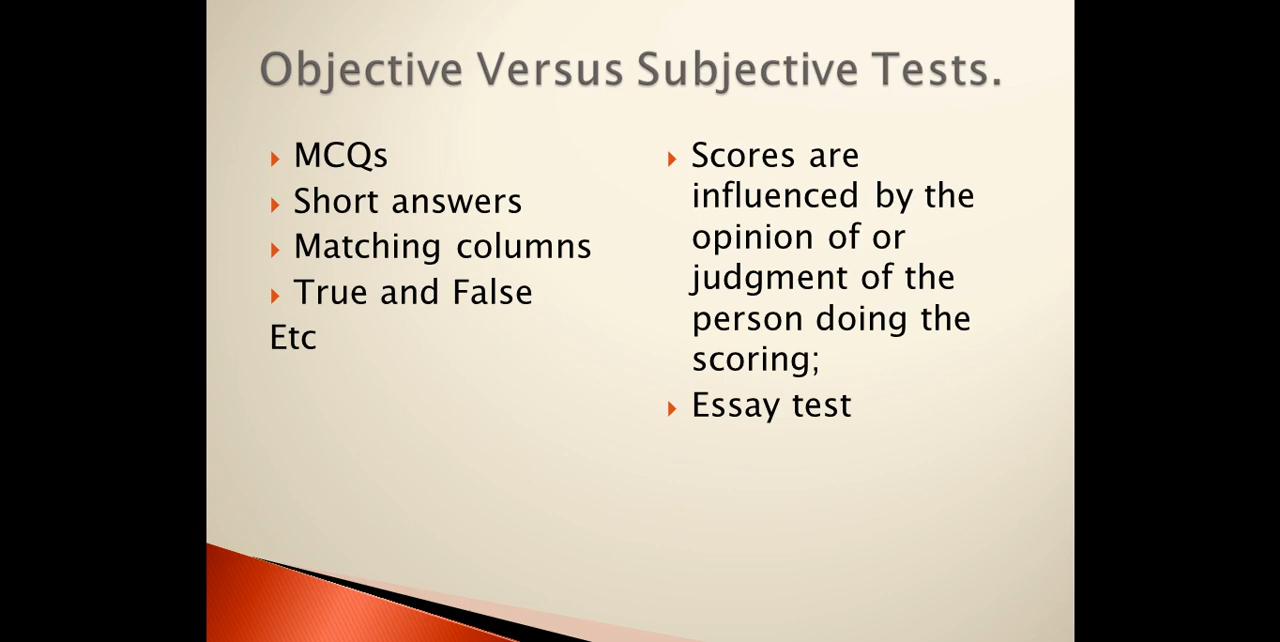 Objective Versus Subjective Tests.
MCQs
Short answers
Matching columns
True and False
Etc
Scores are
influenced by the
opinion of or
judgment of the
person doing the
scoring;
Essay test